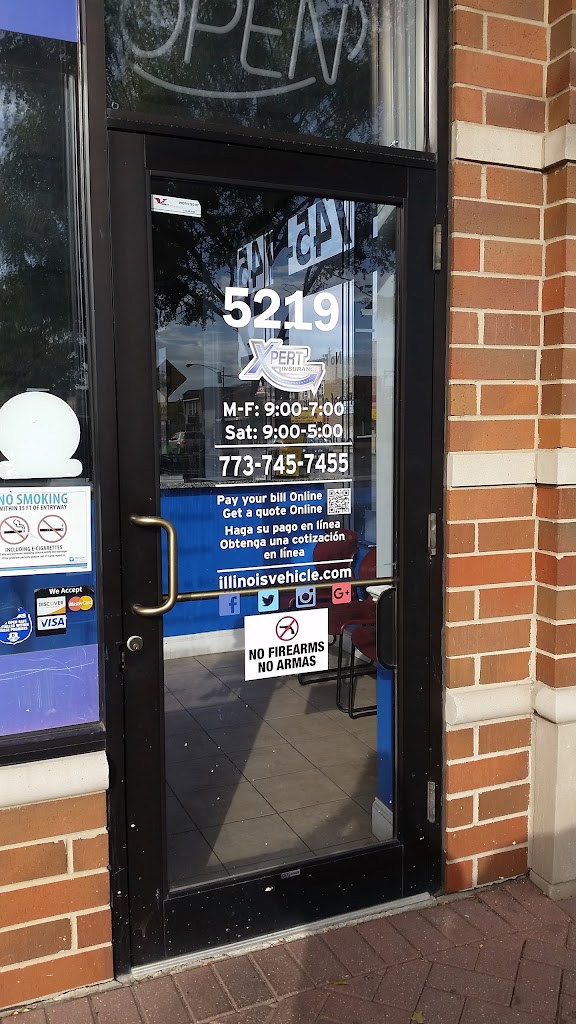 OPEN
45
5219
XPERT
INSURANCE
M-F: 9:00-7:00
Sat: 9:00-5:00
773-745-7455
Pay your bill Online
Get a quote Online
Haga su pago en línea
Obtenga una cotización
en línea
illinoisvehicle.com
f
G+
NO FIREARMS
NO ARMAS
NO SMOKING
WITHIN 15 FT OF ENTRYWAY
INCLUDING E-CIGARETTES
We Accept
DISCOVER
MasterCard
VISA